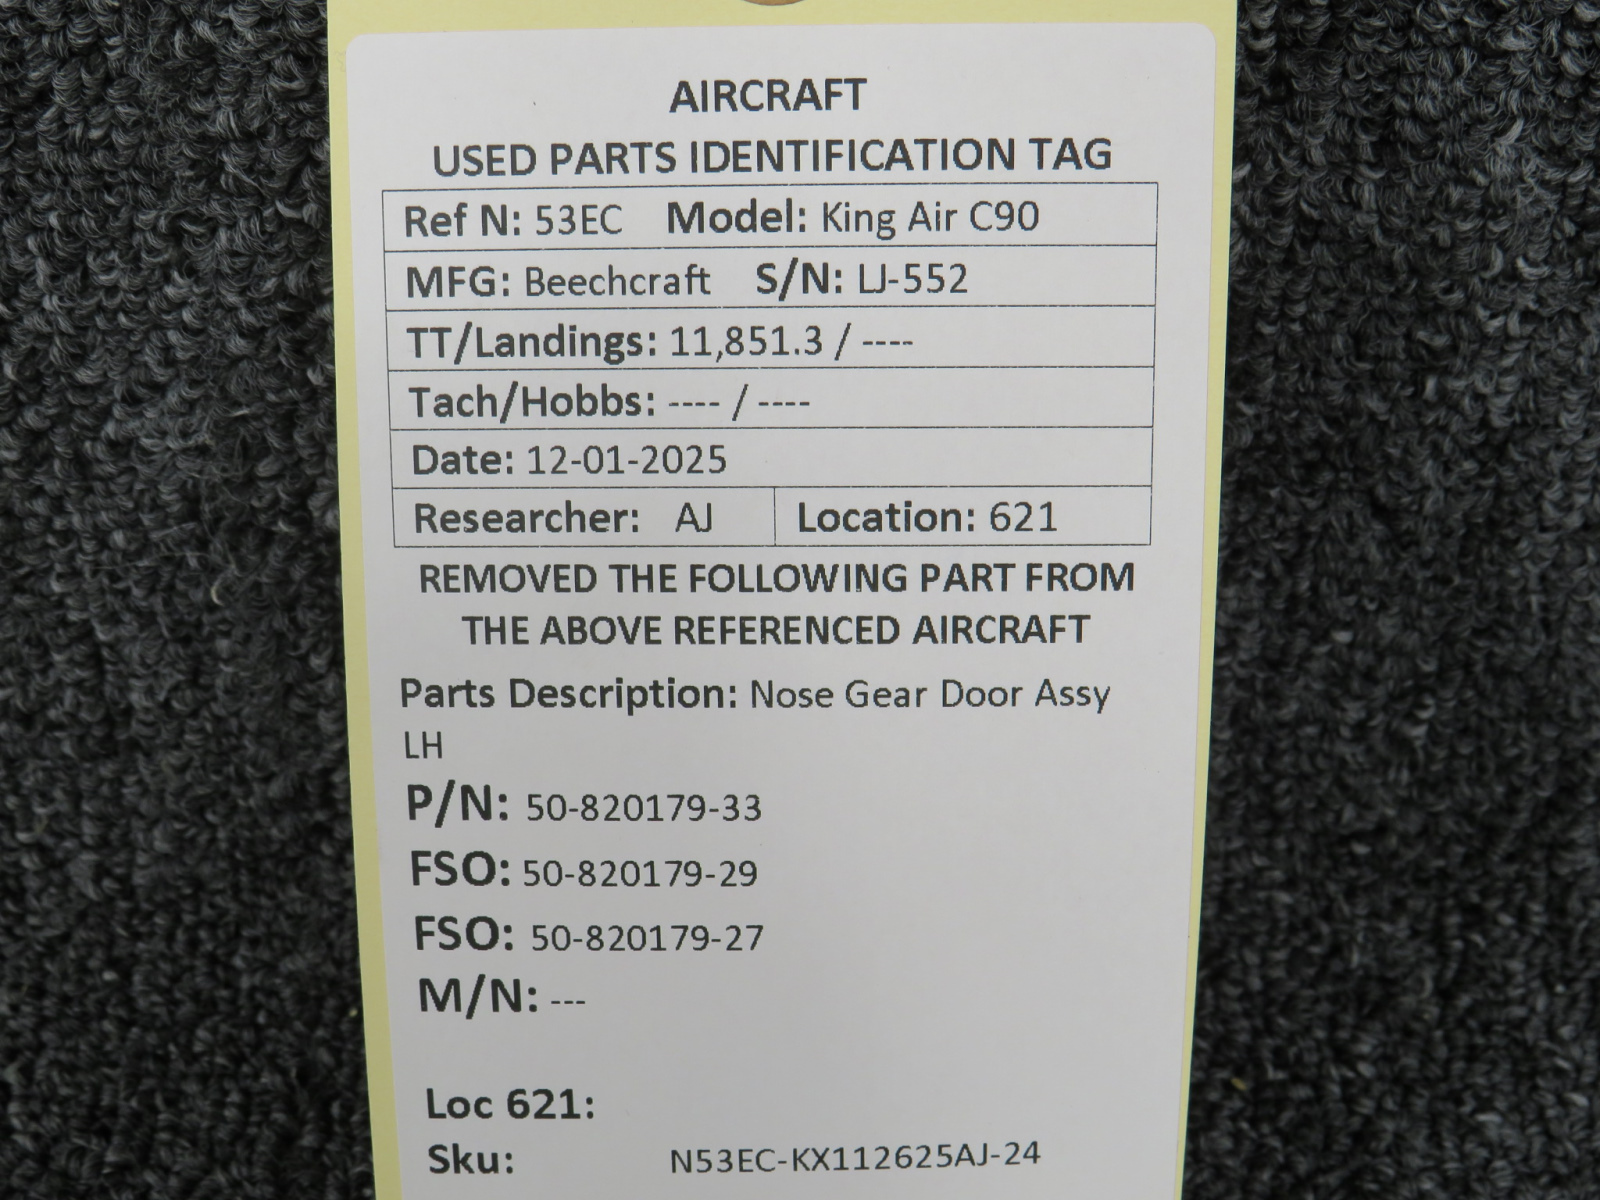 AIRCRAFT
USED PARTS IDENTIFICATION TAG
Ref N: 53EC Model: King Air C90
MFG: Beechcraft S/N: LJ-552
TT/Landings: 11,851.3 / ----
Tach/Hobbs: ---- / ----
Date: 12-01-2025
Researcher: AJ Location: 621
REMOVED THE FOLLOWING PART FROM
THE ABOVE REFERENCED AIRCRAFT
Parts Description: Nose Gear Door Assy
LH
P/N: 50-820179-33
FSO: 50-820179-29
FSO: 50-820179-27
M/N: ---
Loc 621:
Sku: N53EC-KX112625AJ-24